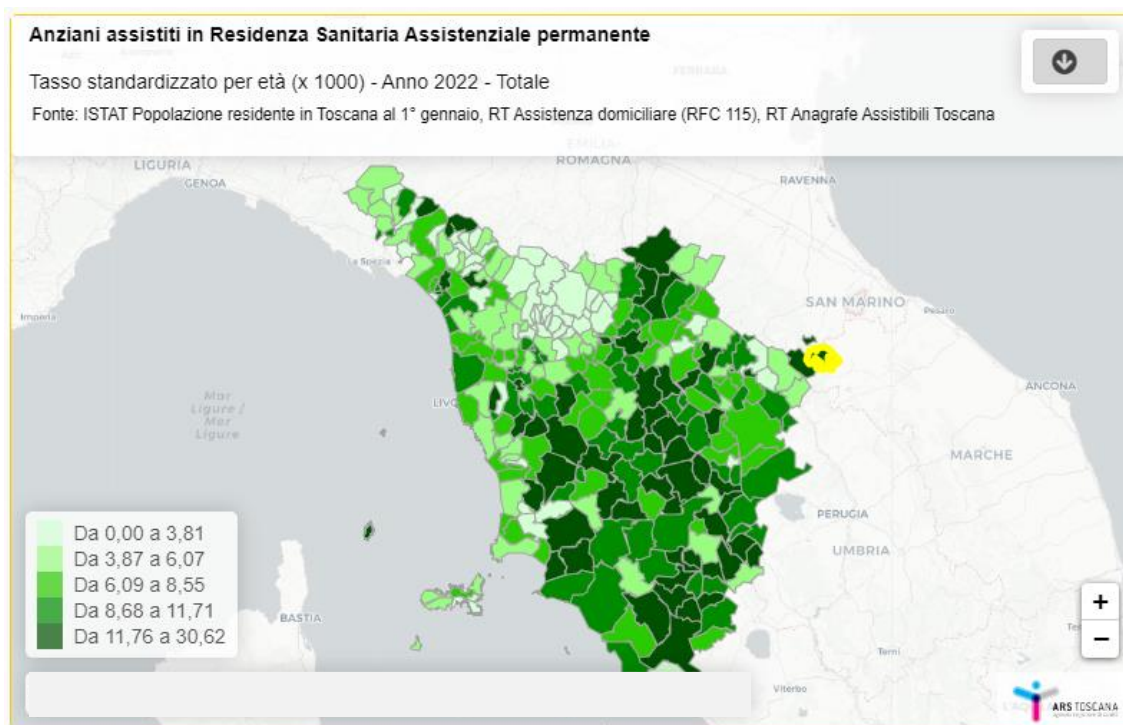 Anziani assistiti in Residenza Sanitaria Assistenziale permanente
Tasso standardizzato per età (x 1000) - Anno 2022 - Totale
Fonte: ISTAT Popolazione residente in Toscana al 1° gennaio, RT Assistenza domiciliare (RFC 115), RT Anagrafe Assistibili Toscana
FERRARA
EMILIA-
ROMAGNA
LIGURIA
GENOA
RAVENNA
La Spezia
SAN MARINO
Imperia
Pesaro
ANCONA
LIVO
Mar
Ligure /
Mar
Ligure
MARCHE
PERUGIA
UMBRIA
BASTIA
Terni
Viterbo
Da 0,00 a 3,81
Da 3,87 a 6,07
Da 6,09 a 8,55
Da 8,68 a 11,71
Da 11,76 a 30,62
+
−
ARS TOSCANA